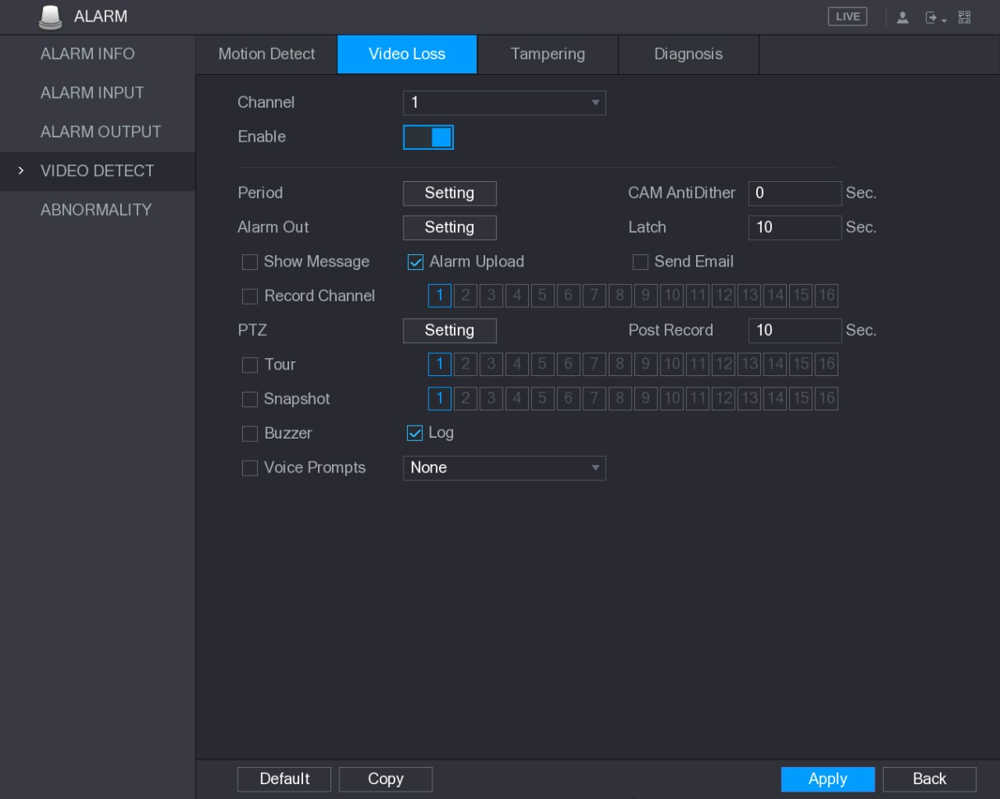 ALARM LIVE
ALARM INFO
ALARM INPUT
ALARM OUTPUT
VIDEO DETECT
ABNORMALITY
Motion Detect Video Loss Tampering Diagnosis
Channel 1
Enable
Period Setting CAM AntiDither 0 Sec.
Alarm Out Setting Latch 10 Sec.
Show Message Alarm Upload Send Email
Record Channel 1 2 3 4 5 6 7 8 9 10 11 12 13 14 15 16
PTZ Setting Post Record 10 Sec.
Tour 1 2 3 4 5 6 7 8 9 10 11 12 13 14 15 16
Snapshot 1 2 3 4 5 6 7 8 9 10 11 12 13 14 15 16
Buzzer Log
Voice Prompts None
Default Copy Apply Back